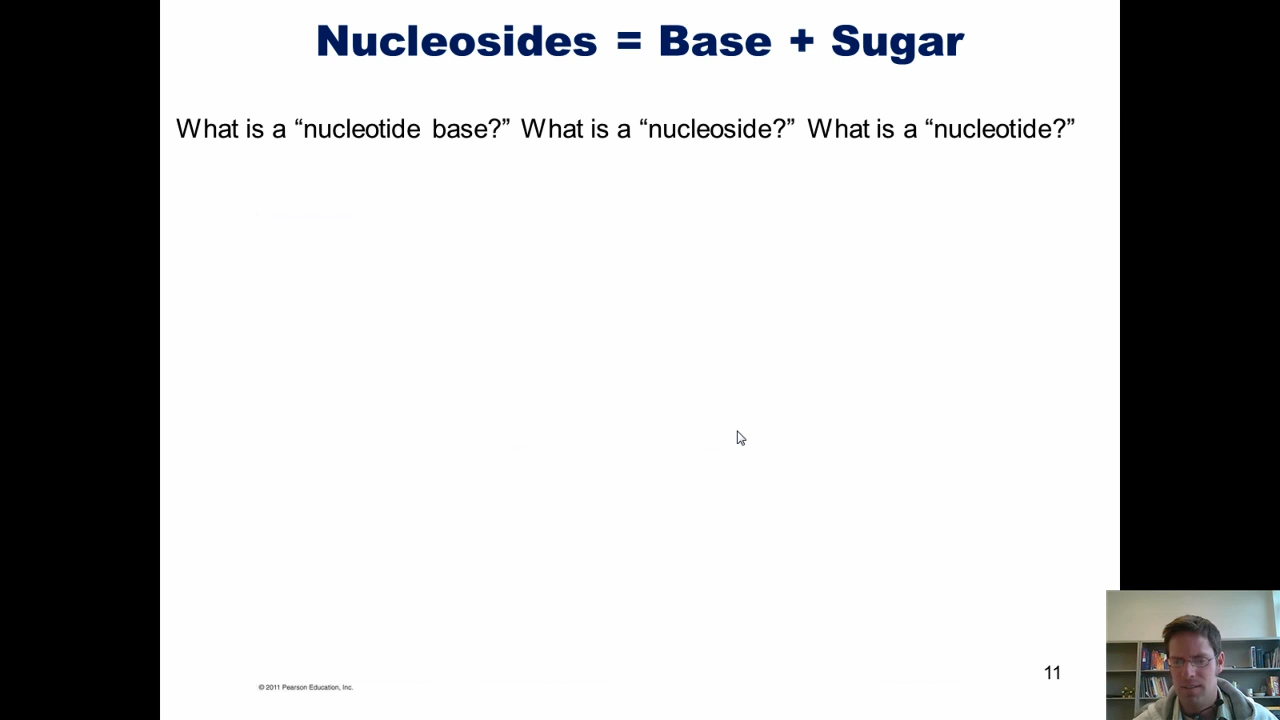 Nucleosides = Base + Sugar
What is a “nucleotide base?” What is a “nucleoside?” What is a “nucleotide?”
11
© 2011 Pearson Education, Inc.